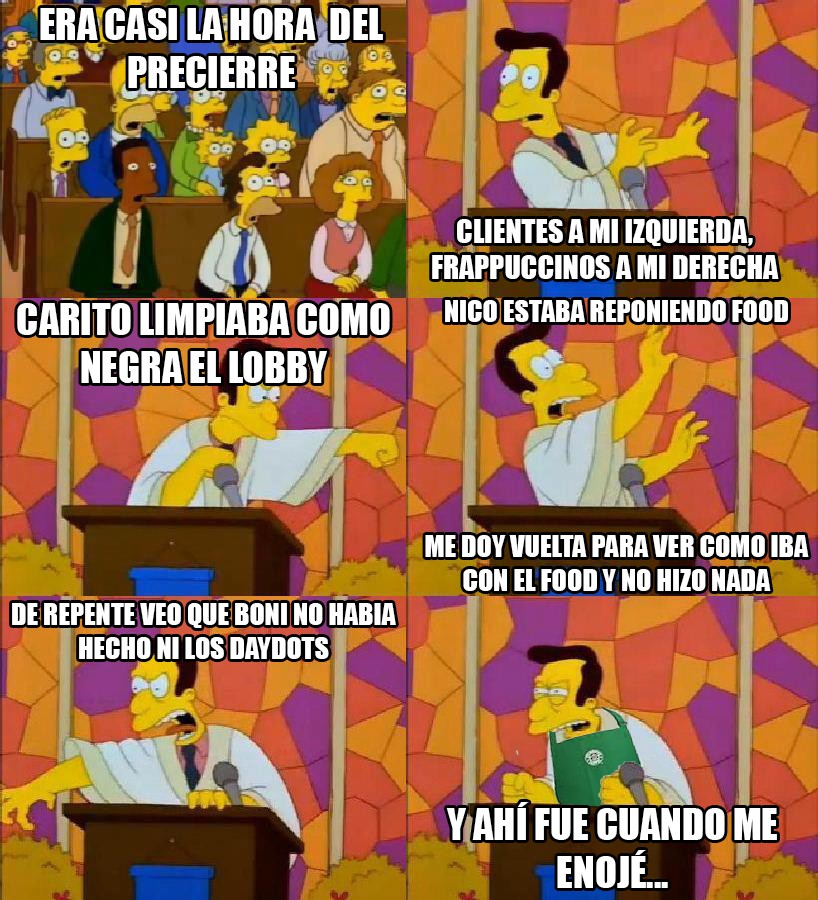 ERA CASI LA HORA DEL
PRECIERRE
CLIENTES A MI IZQUIERDA,
FRAPPUCCINOS A MI DERECHA
CARITO LIMPIABA COMO
NEGRA EL LOBBY
NICO ESTABA REPONIENDO FOOD
ME DOY VUELTA PARA VER COMO IBA
CON EL FOOD Y NO HIZO NADA
DE REPENTE VEO QUE BONI NO HABIA
HECHO NI LOS DAYDOTS
Y AHÍ FUE CUANDO ME
ENOJÉ...